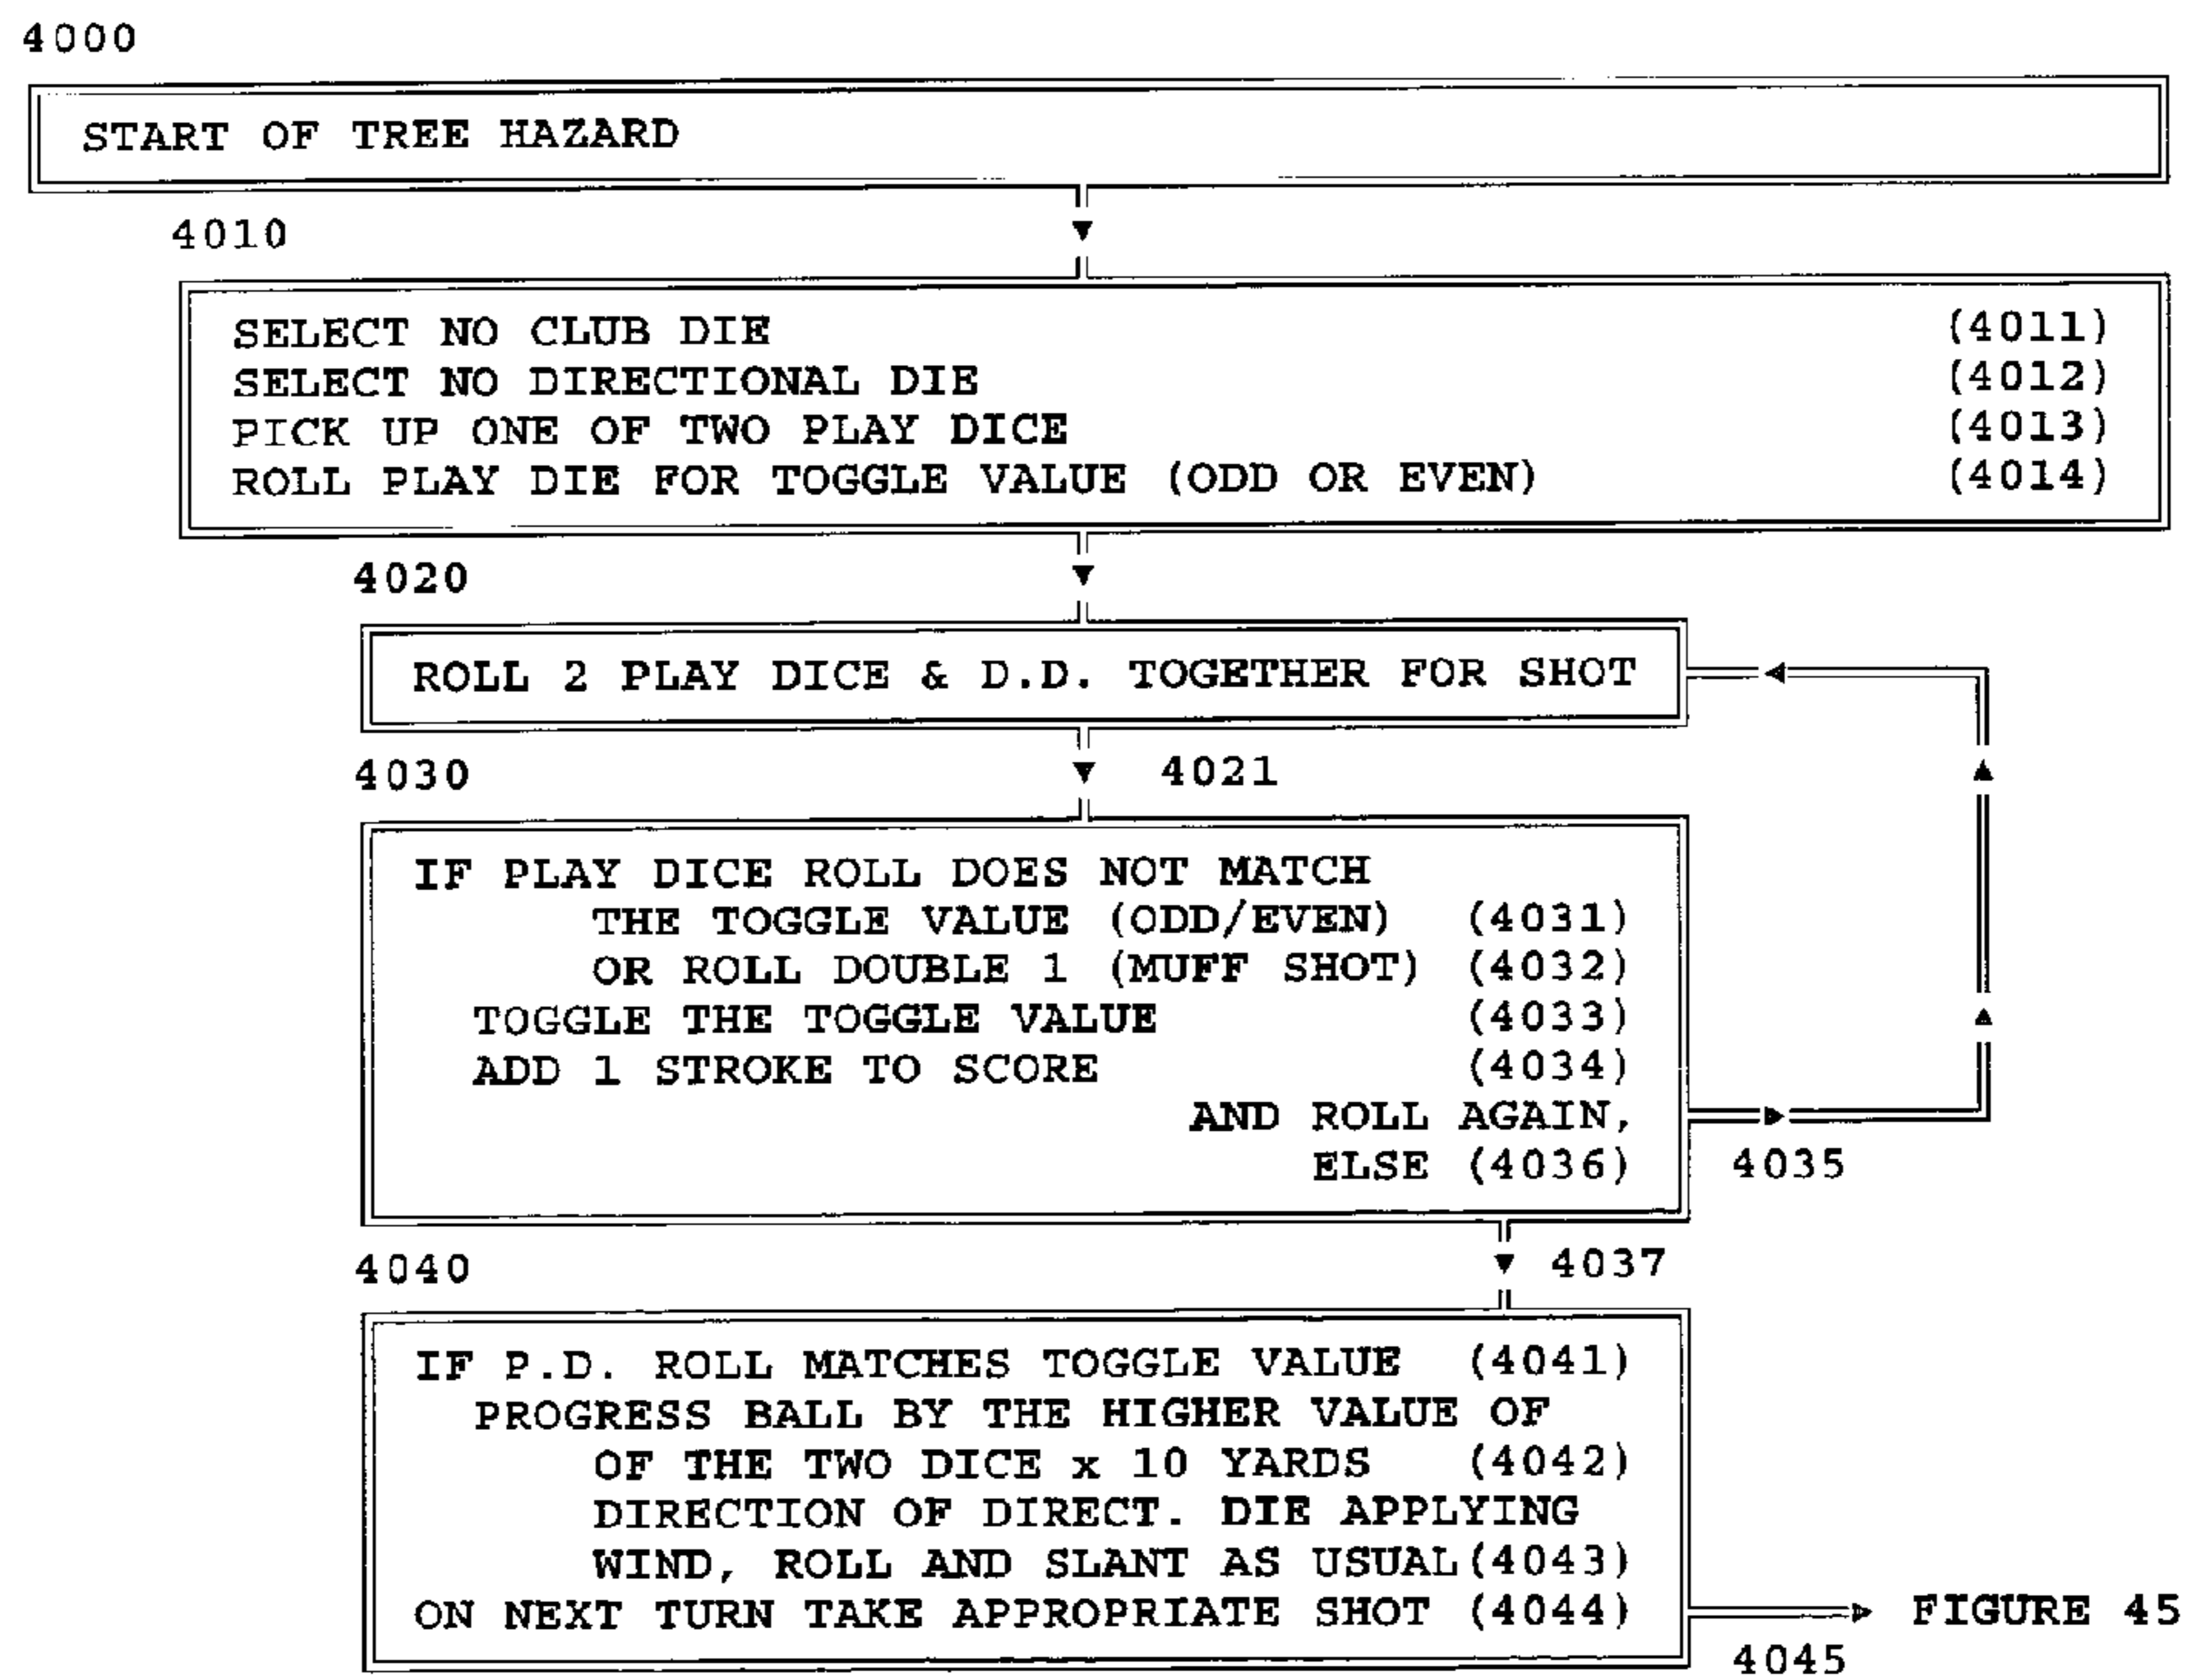 4000
START OF TREE HAZARD
4010
SELECT NO CLUB DIE (4011)
SELECT NO DIRECTIONAL DIE (4012)
PICK UP ONE OF TWO PLAY DICE (4013)
ROLL PLAY DIE FOR TOGGLE VALUE (ODD OR EVEN) (4014)
4020
ROLL 2 PLAY DICE & D.D. TOGETHER FOR SHOT
4030 4021
IF PLAY DICE ROLL DOES NOT MATCH
THE TOGGLE VALUE (ODD/EVEN) (4031)
OR ROLL DOUBLE 1 (MUFF SHOT) (4032)
TOGGLE THE TOGGLE VALUE (4033)
ADD 1 STROKE TO SCORE (4034)
AND ROLL AGAIN,
ELSE (4036) 4035
4040 4037
IF P.D. ROLL MATCHES TOGGLE VALUE (4041)
PROGRESS BALL BY THE HIGHER VALUE OF
OF THE TWO DICE x 10 YARDS (4042)
DIRECTION OF DIRECT. DIE APPLYING
WIND, ROLL AND SLANT AS USUAL(4043)
ON NEXT TURN TAKE APPROPRIATE SHOT (4044) FIGURE 45
4045